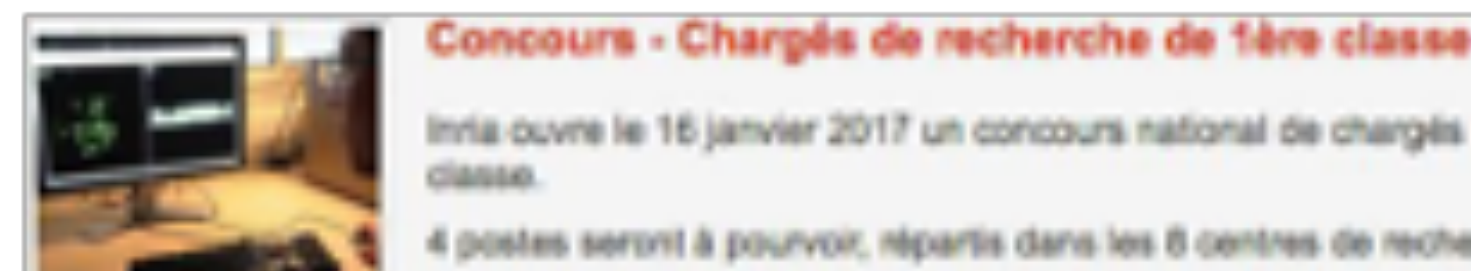 Concours - Chargés de recherche de 1ère classe
Inria ouvre le 16 janvier 2017 un concours national de chargés
classe.
4 postes seront à pourvoir, répartis dans les 8 centres de reche